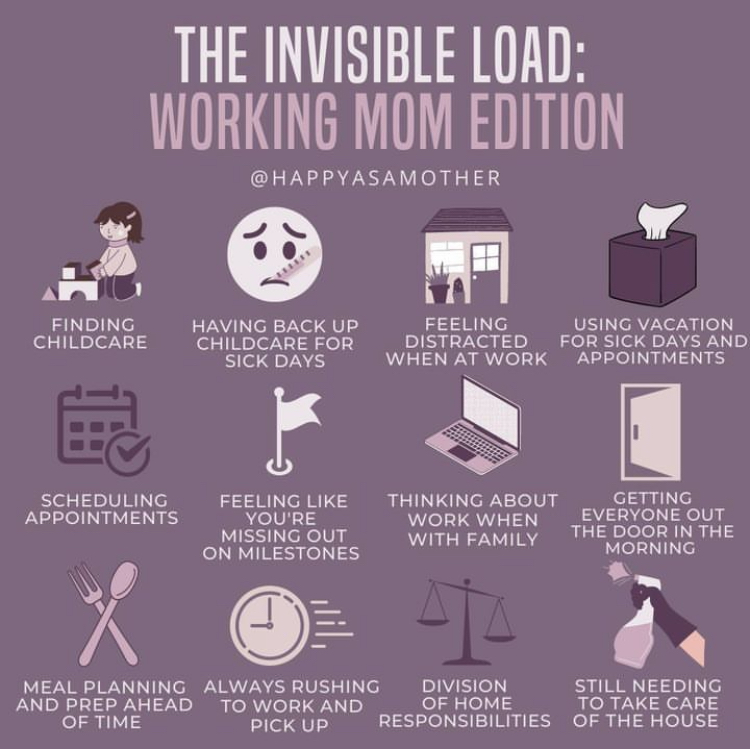 THE INVISIBLE LOAD:
WORKING MOM EDITION
@HAPPYASAMOTHER
FINDING
CHILDCARE
HAVING BACK UP
CHILDCARE FOR
SICK DAYS
FEELING
DISTRACTED
WHEN AT WORK
USING VACATION
FOR SICK DAYS AND
APPOINTMENTS
SCHEDULING
APPOINTMENTS
FEELING LIKE
YOU'RE
MISSING OUT
ON MILESTONES
THINKING ABOUT
WORK WHEN
WITH FAMILY
GETTING
EVERYONE OUT
THE DOOR IN THE
MORNING
MEAL PLANNING
AND PREP AHEAD
OF TIME
ALWAYS RUSHING
TO WORK AND
PICK UP
DIVISION
OF HOME
RESPONSIBILITIES
STILL NEEDING
TO TAKE CARE
OF THE HOUSE